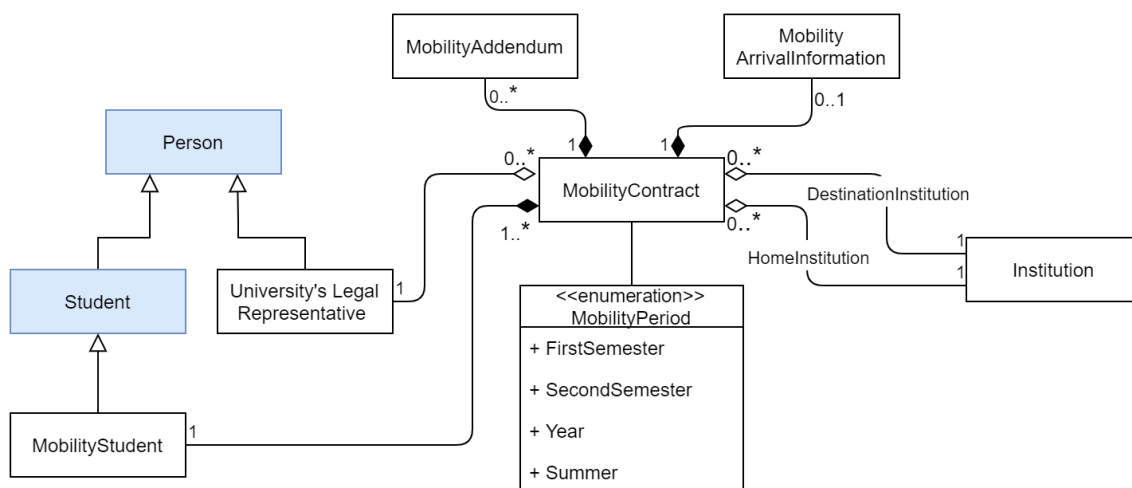 MobilityAddendum
Mobility
ArrivalInformation
0..*
0..1
Person
1
1
0..*
0..*
MobilityContract
DestinationInstitution
1..*
0..*
1
HomeInstitution
1
Institution
Student
University's Legal
Representative
1
<<enumeration>>
MobilityPeriod
+ FirstSemester
+ SecondSemester
+ Year
+ Summer
MobilityStudent
1